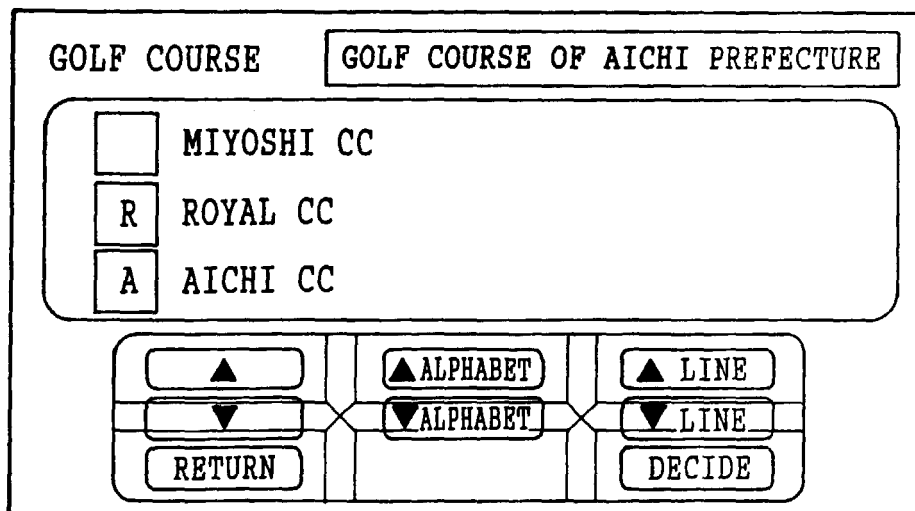 GOLF COURSE GOLF COURSE OF AICHI PREFECTURE
MIYOSHI CC
R ROYAL CC
A AICHI CC
▲ ▲ALPHABET ▲ LINE
▼ ▼ALPHABET ▼ LINE
RETURN DECIDE